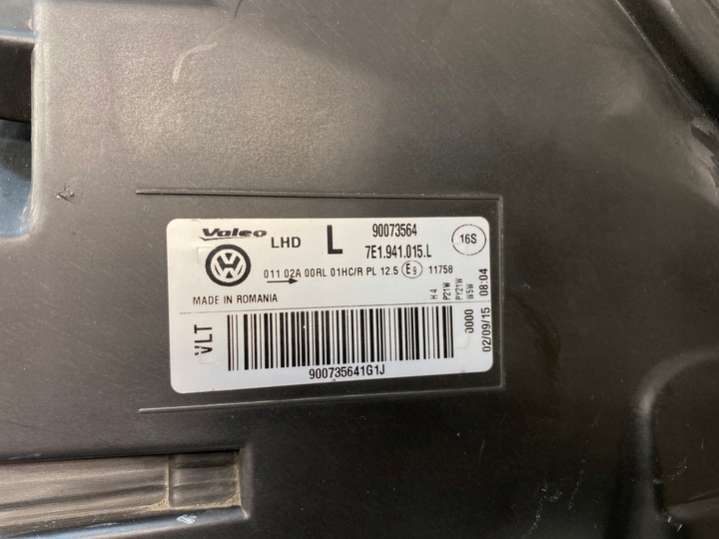 Valeo LHD L 90073564
7E1.941.015.L
16S
011 02A 00RL 01HC/R PL 12.5 E9 11758
MADE IN ROMANIA
H4
P21W
PY21W
W5W
VLT
0000
02/09/15 08:04
900735641G1J